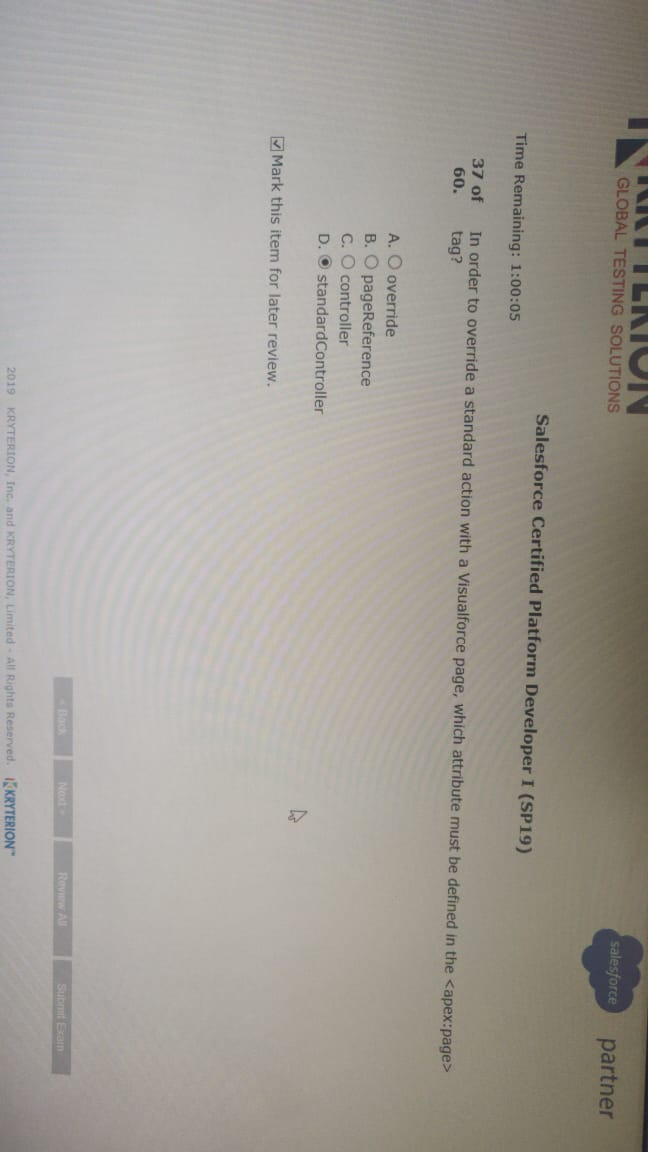 KRYTERION
GLOBAL TESTING SOLUTIONS
salesforce
partner
Salesforce Certified Platform Developer I (SP19)
Time Remaining: 1:00:05
37 of 60.
In order to override a standard action with a Visualforce page, which attribute must be defined in the <apex:page>
tag?
A. override
B. pageReference
C. controller
D. standardController
Mark this item for later review.
< Back
Next >
Review All
Submit Exam
2019 KRYTERION, Inc. and KRYTERION, Limited - All Rights Reserved. KRYTERION™